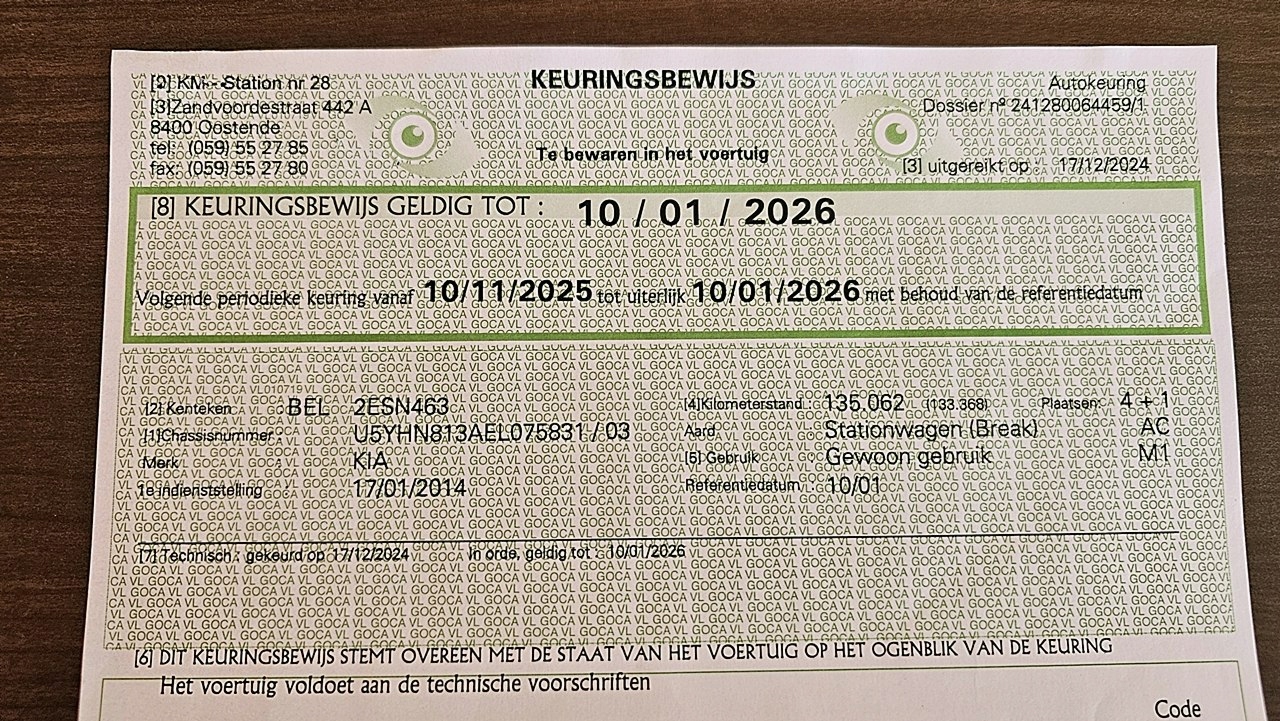 [9] KM - Station nr 28
[3]Zandvoordestraat 442 A
8400 Oostende
tel: (059) 55 27 85
fax: (059) 55 27 80
KEURINGSBEWIJS
Te bewaren in het voertuig
Autokeuring
Dossier nº 241280064459/1
[3] uitgereikt op : 17/12/2024
[8] KEURINGSBEWIJS GELDIG TOT : 10 / 01 / 2026
Volgende periodieke keuring vanaf 10/11/2025 tot uiterlijk 10/01/2026 met behoud van de referentiedatum
[2] Kenteken BEL 2ESN463 [4]Kilometerstand : 135.062 (133.368) Plaatsen: 4 + 1
[1]Chassisnummer : U5YHN813AEL075831 / 03 Aard Stationwagen (Break) AC
Merk : KIA [5] Gebruik Gewoon gebruik M1
1e indienststelling : 17/01/2014 Referentiedatum 10/01
[7] Technisch : gekeurd op 17/12/2024 In orde, geldig tot : 10/01/2026
[6] DIT KEURINGSBEWIJS STEMT OVEREEN MET DE STAAT VAN HET VOERTUIG OP HET OGENBLIK VAN DE KEURING
Het voertuig voldoet aan de technische voorschriften
Code